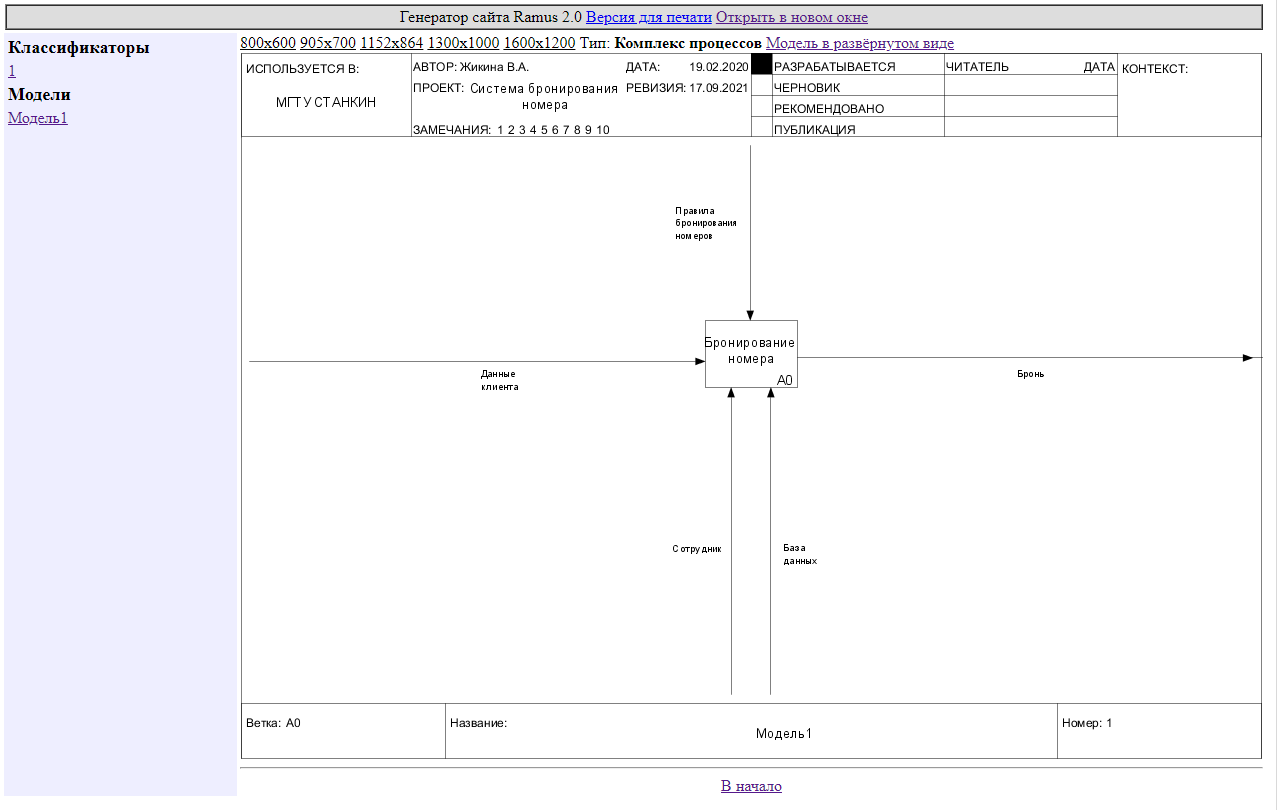 Генератор сайта Ramus 2.0 Версия для печати Открыть в новом окне
Классификаторы
1
Модели
Модель1
800x600 905x700 1152x864 1300x1000 1600x1200 Тип: Комплекс процессов Модель в развёрнутом виде
ИСПОЛЬЗУЕТСЯ В:
МГТУ СТАНКИН
АВТОР: Жикина В.А.
ДАТА: 19.02.2020
ПРОЕКТ: Система бронирования
номера
РЕВИЗИЯ: 17.09.2021
ЗАМЕЧАНИЯ: 1 2 3 4 5 6 7 8 9 10
РАЗРАБАТЫВАЕТСЯ
ЧЕРНОВИК
РЕКОМЕНДОВАНО
ПУБЛИКАЦИЯ
ЧИТАТЕЛЬ
ДАТА
КОНТЕКСТ:
Правила
бронирования
номеров
Бронирование
номера
A0
Данные
клиента
Бронь
Сотрудник
База
данных
Ветка: A0
Название:
Модель1
Номер: 1
В начало